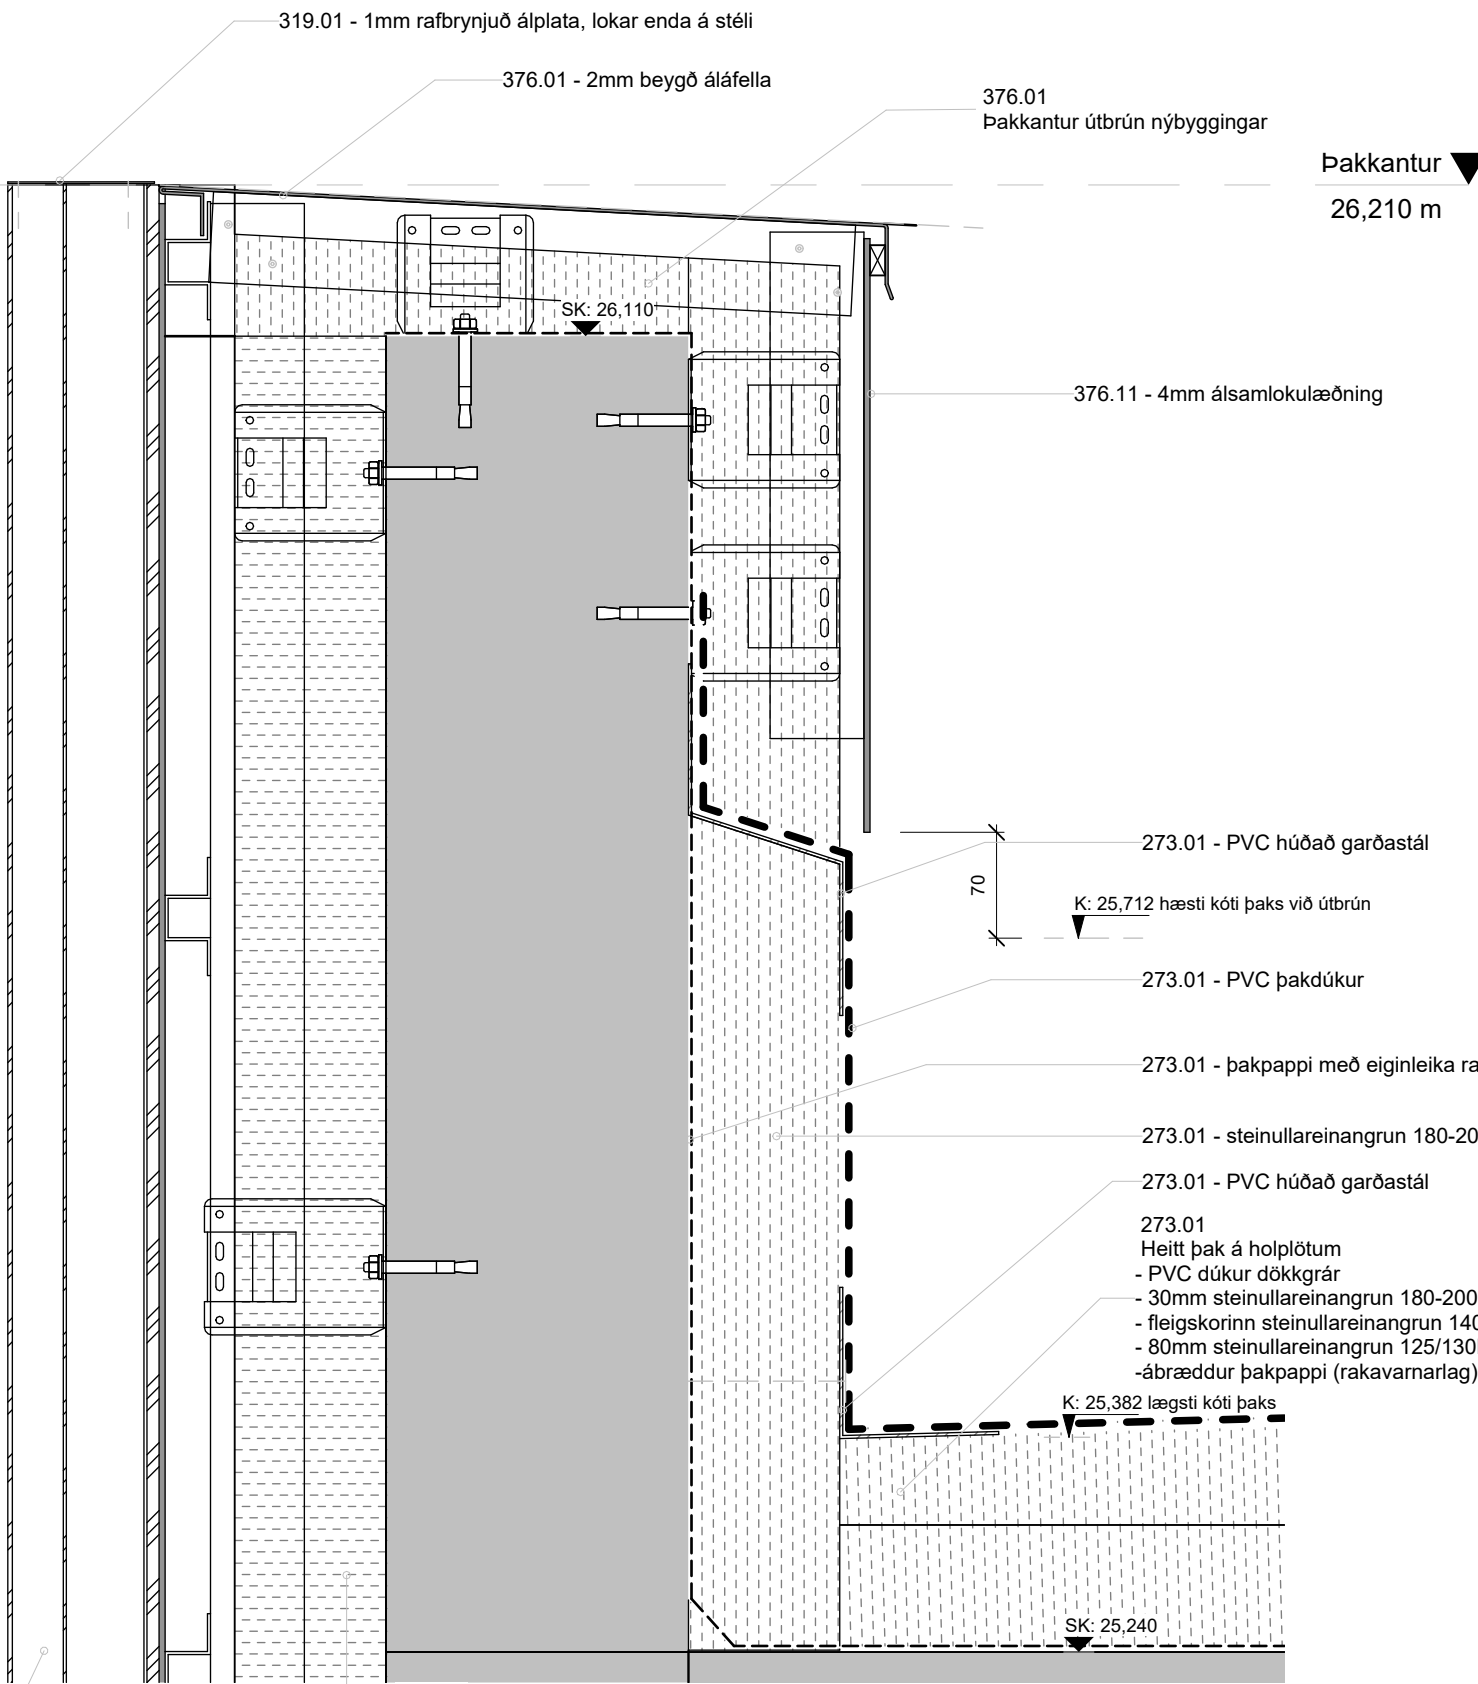 319.01 - 1mm rafbrynjuð álplata, lokar enda á stéli
376.01 - 2mm beygð áláfella
376.01
Þakkantur útbrún nýbyggingar
Þakkantur
26,210 m
SK: 26,110
376.11 - 4mm álsamlokulæðning
273.01 - PVC húðað garðastál
70
K: 25,712 hæsti kóti þaks við útbrún
273.01 - PVC þakdúkur
273.01 - þakpappi með eiginleika ra
273.01 - steinullareinangrun 180-20
273.01 - PVC húðað garðastál
273.01
Heitt þak á holplötum
- PVC dúkur dökkgrár
- 30mm steinullareinangrun 180-200
- fleigskorinn steinullareinangrun 140
- 80mm steinullareinangrun 125/130
-ábræddur þakpappi (rakavarnarlag)
K: 25,382 lægsti kóti þaks
SK: 25,240